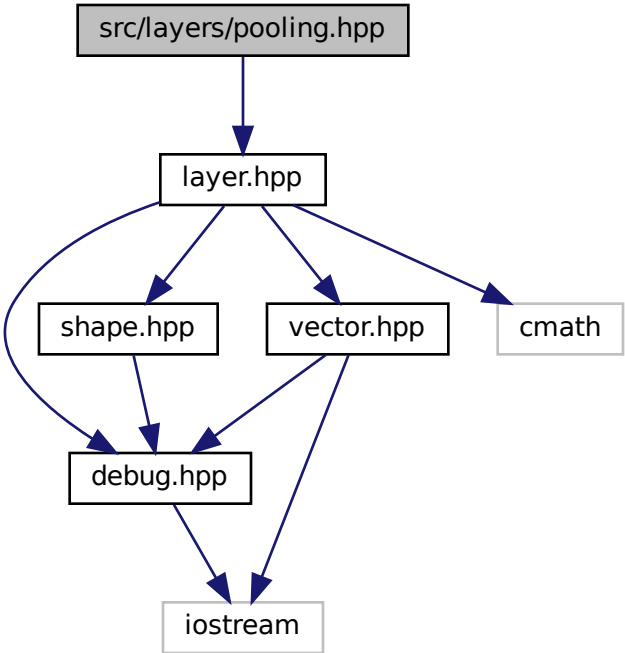 src/layers/pooling.hpp
layer.hpp
shape.hpp
vector.hpp
cmath
debug.hpp
iostream